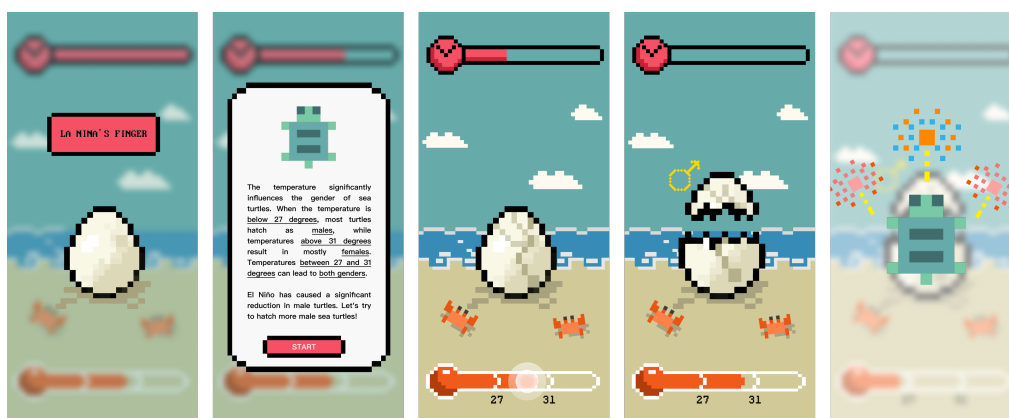 LA NINA'S FINGER
The temperature significantly
influences the gender of sea
turtles. When the temperature is
below 27 degrees, most turtles
hatch as males, while
temperatures above 31 degrees
result in mostly females.
Temperatures between 27 and 31
degrees can lead to both genders.
El Niño has caused a significant
reduction in male turtles. Let's try
to hatch more male sea turtles!
START
27 31
27 31